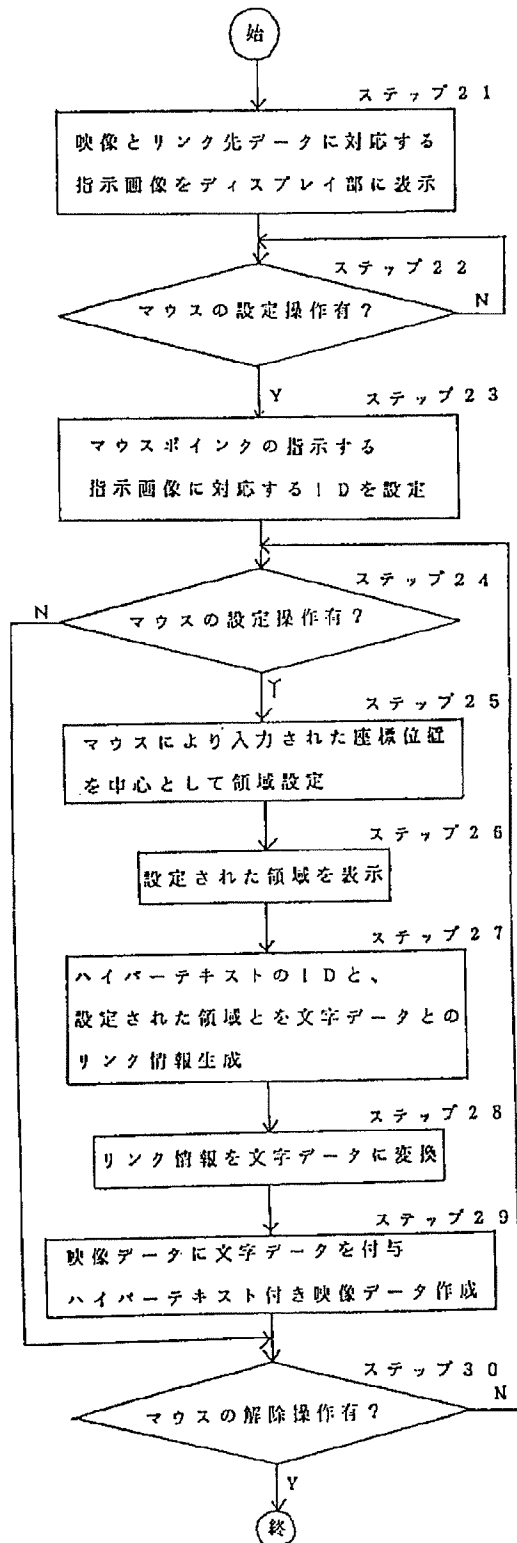 始
ステップ21
映像とリンク先データに対応する
指示画像をディスプレイ部に表示
ステップ22
マウスの設定操作有?
N
Y
ステップ23
マウスポインクの指示する
指示画像に対応するIDを設定
ステップ24
N
マウスの設定操作有?
Y
ステップ25
マウスにより入力された座標位置
を中心として領域設定
ステップ26
設定された領域を表示
ステップ27
ハイパーテキストのIDと、
設定された領域とを文字データとの
リンク情報生成
ステップ28
リンク情報を文字データに変換
ステップ29
映像データに文字データを付与
ハイパーテキスト付き映像データ作成
ステップ30
N
マウスの解除操作有?
Y
終